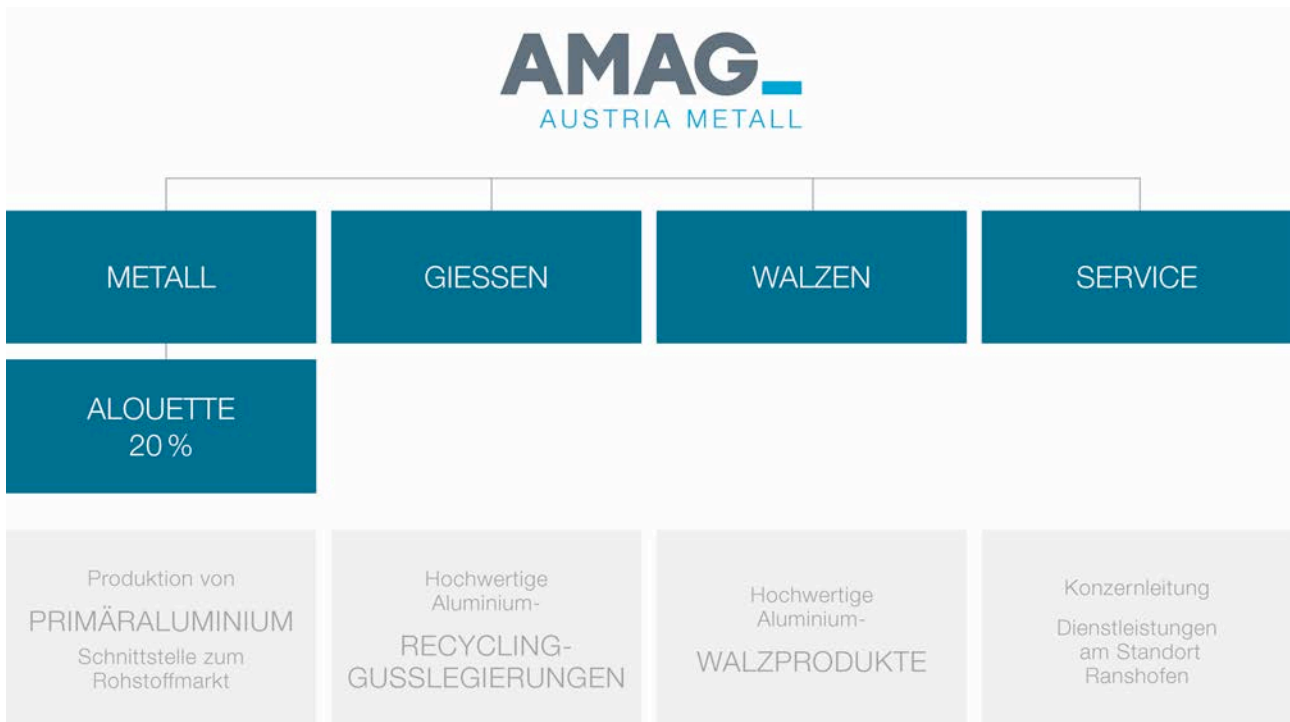 AMAG_
AUSTRIA METALL
METALL
GIESSEN
WALZEN
SERVICE
ALOUETTE
20 %
Produktion von
PRIMÄRALUMINIUM
Schnittstelle zum
Rohstoffmarkt
Hochwertige
Aluminium-
RECYCLING-
GUSSLEGIERUNGEN
Hochwertige
Aluminium-
WALZPRODUKTE
Konzernleitung
Dienstleistungen
am Standort
Ranshofen